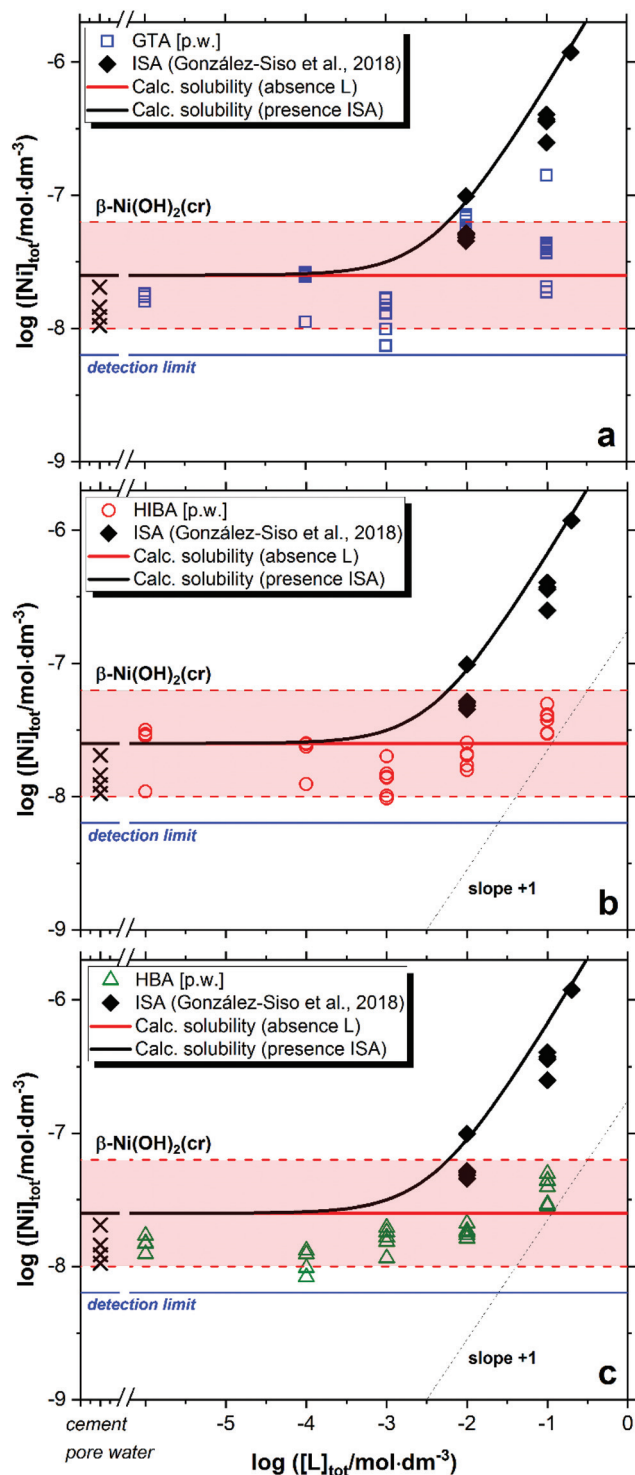 GTA [p.w.]
ISA (González-Siso et al., 2018)
Calc. solubility (absence L)
Calc. solubility (presence ISA)
-6
-7
-8
-9
log ([Ni]tot/mol·dm-3)
β-Ni(OH)2(cr)
detection limit
a
HIBA [p.w.]
ISA (González-Siso et al., 2018)
Calc. solubility (absence L)
Calc. solubility (presence ISA)
-6
-7
-8
-9
log ([Ni]tot/mol·dm-3)
β-Ni(OH)2(cr)
detection limit
slope +1
b
HBA [p.w.]
ISA (González-Siso et al., 2018)
Calc. solubility (absence L)
Calc. solubility (presence ISA)
-6
-7
-8
-9
log ([Ni]tot/mol·dm-3)
β-Ni(OH)2(cr)
detection limit
slope +1
c
cement
pore water
-5 -4 -3 -2 -1 0
log ([L]tot/mol·dm-3)